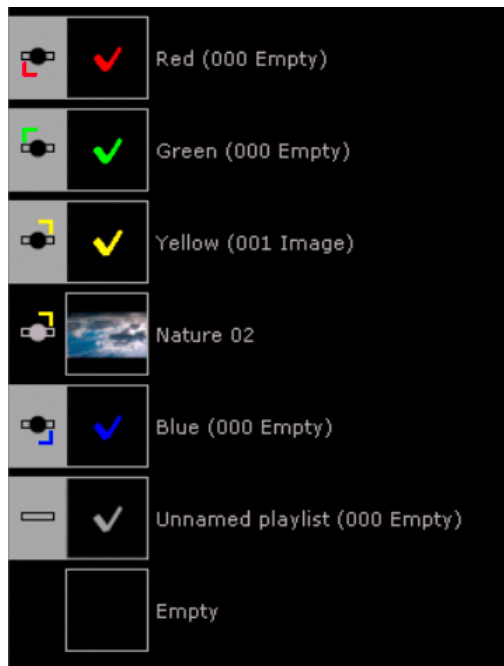 Red (000 Empty)
Green (000 Empty)
Yellow (001 Image)
Nature 02
Blue (000 Empty)
Unnamed playlist (000 Empty)
Empty